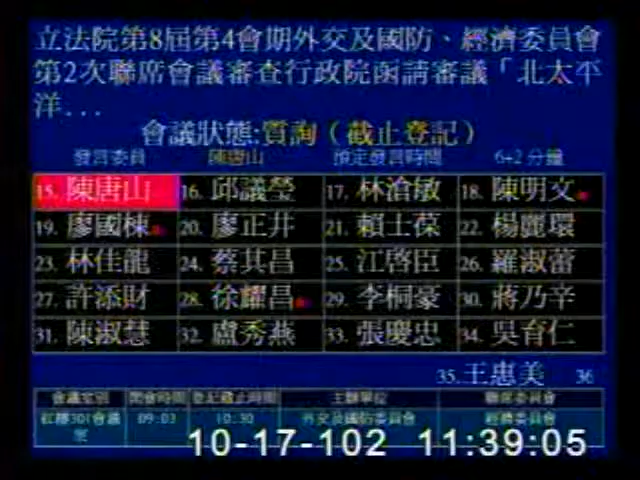 立法院第8屆第4會期外交及國防、經濟委員會
第2次聯席會議審查行政院函請審議「北太平
洋...
會議狀態:質詢(截止登記)
發言委員 陳唐山 預定發言時間 6+2 分鐘
15. 陳唐山 16. 邱議瑩 17. 林滄敏 18. 陳明文
19. 廖國棟 20. 廖正井 21. 賴士葆 22. 楊麗環
23. 林佳龍 24. 蔡其昌 25. 江啓臣 26. 羅淑蕾
27. 許添財 28. 徐耀昌 29. 李桐豪 30. 蔣乃辛
31. 陳淑慧 32. 盧秀燕 33. 張慶忠 34. 吳育仁
35.王惠美 36
會議室別 開會時間 登記截止時間 主辦單位 聯席委員會
紅樓301會議 09:03 10:30 外交及國防委員會 經濟委員會
室
10-17-102 11:39:05